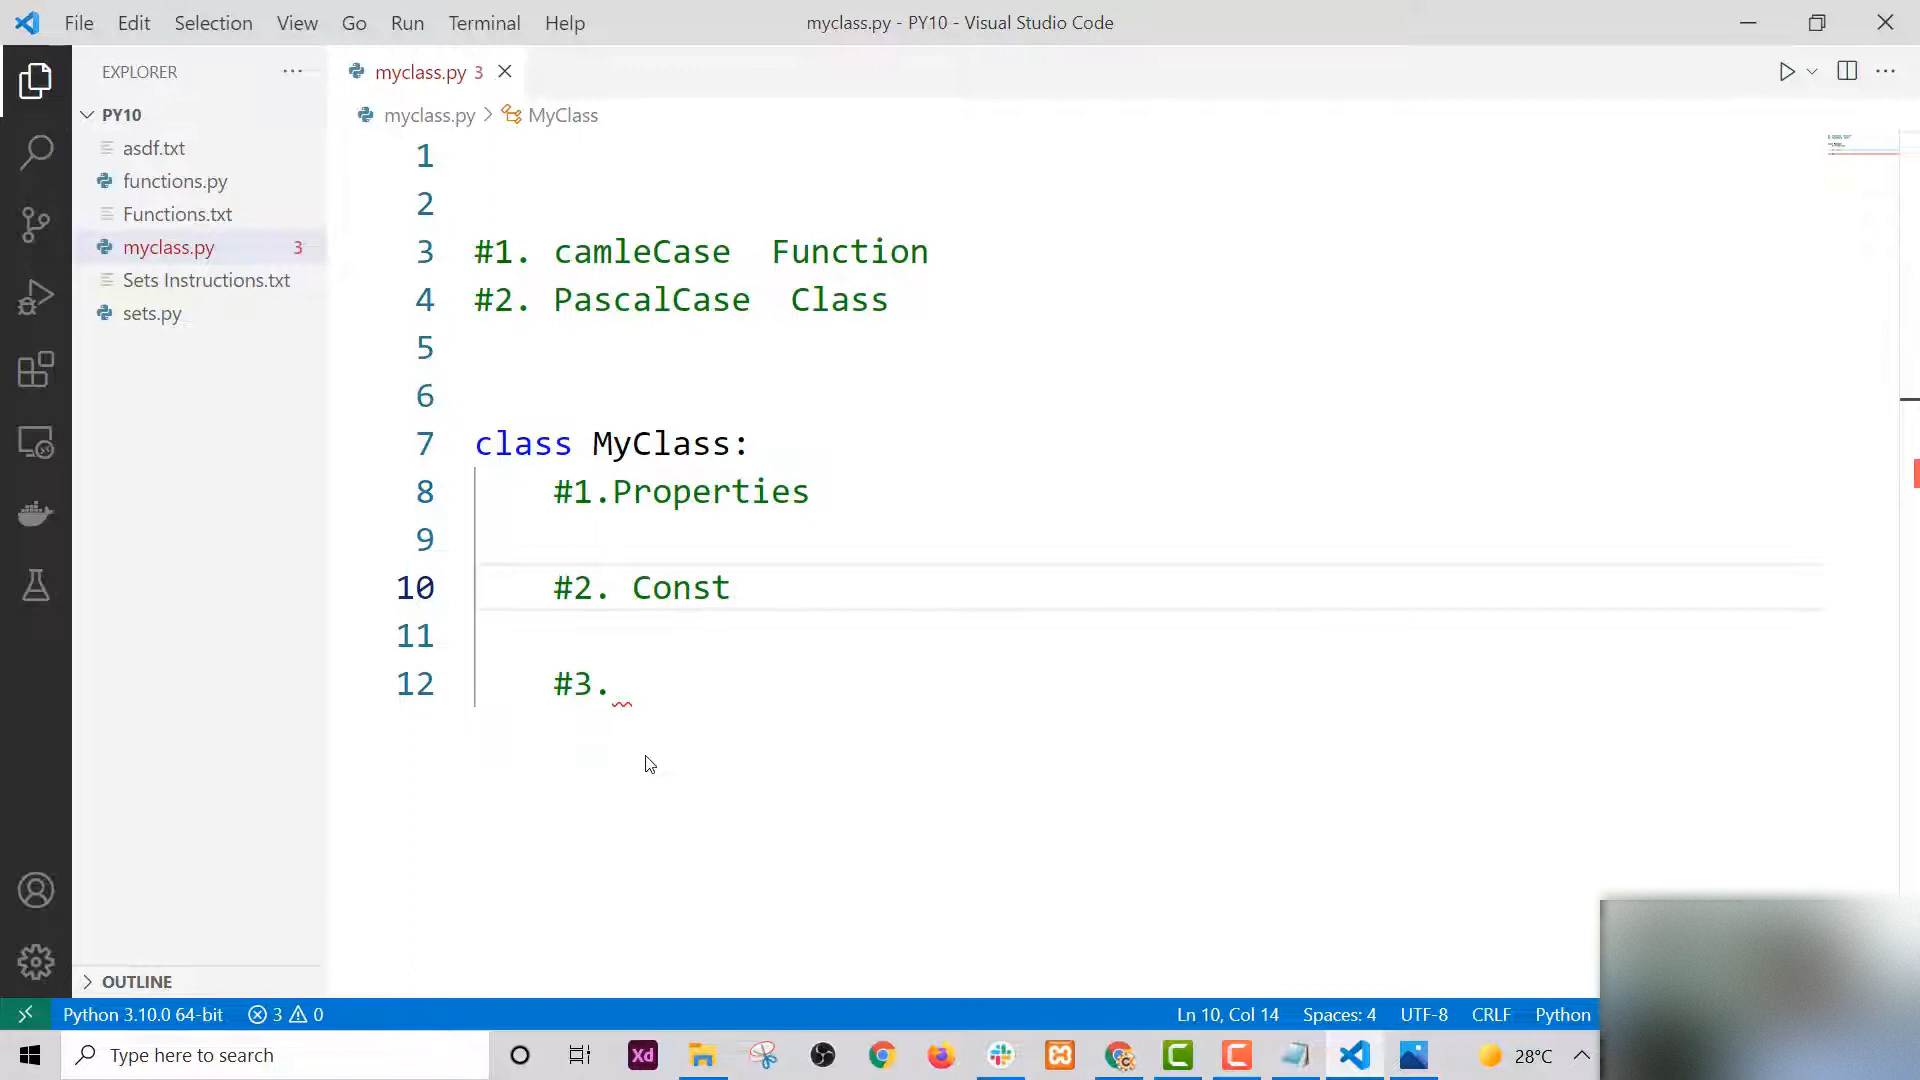 File Edit Selection View Go Run Terminal Help myclass.py - PY10 - Visual Studio Code
EXPLORER
myclass.py 3
PY10
myclass.py > MyClass
asdf.txt
functions.py
Functions.txt
myclass.py 3
Sets Instructions.txt
sets.py
1
2
3 #1. camleCase  Function
4 #2. PascalCase  Class
5
6
7 class MyClass:
8 #1.Properties
9
10 #2. Const
11
12 #3.
OUTLINE
Python 3.10.0 64-bit 3 0 Ln 10, Col 14 Spaces: 4 UTF-8 CRLF Python
Type here to search Xd 28°C